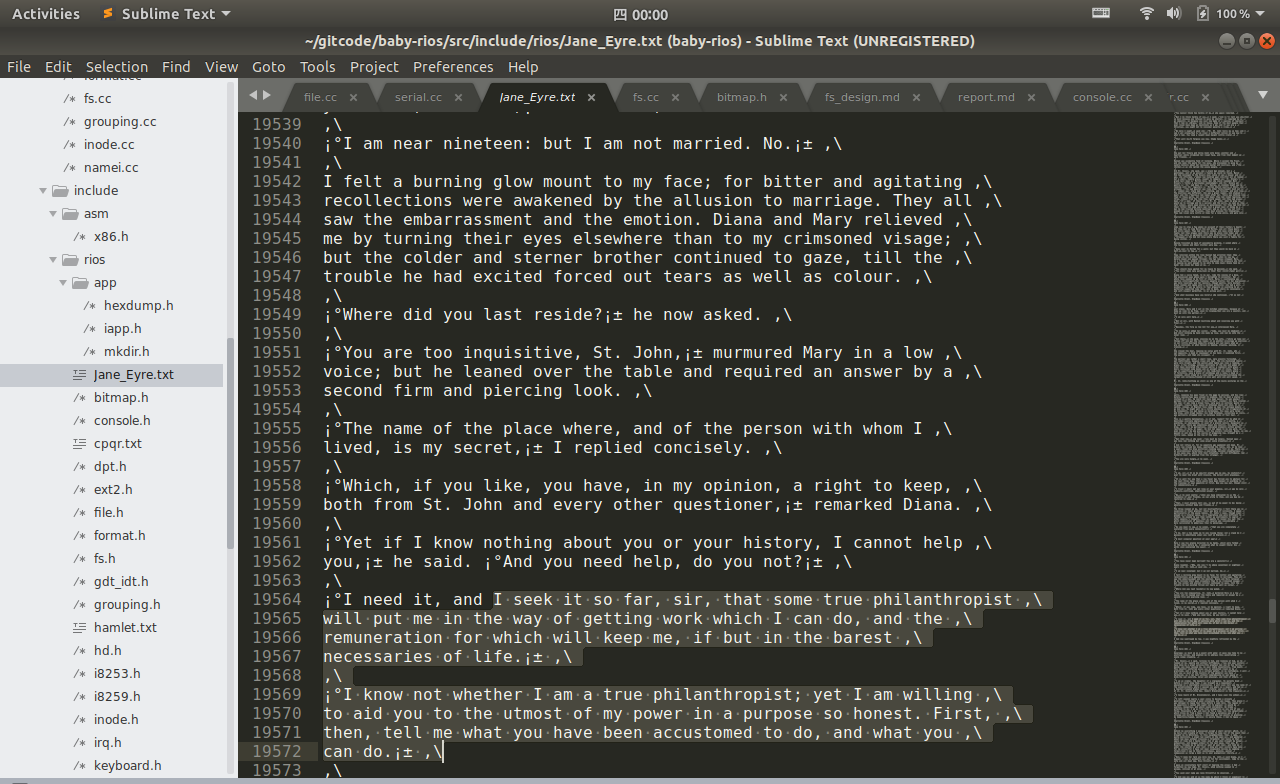 Activities Sublime Text 四 00:00 100%
~/gitcode/baby-rios/src/include/rios/Jane_Eyre.txt (baby-rios) - Sublime Text (UNREGISTERED)
File Edit Selection Find View Goto Tools Project Preferences Help
file.cc serial.cc Jane_Eyre.txt fs.cc bitmap.h fs_design.md report.md console.cc r.cc
/* format.cc
/* fs.cc
/* grouping.cc
/* inode.cc
/* namei.cc
include
asm
/* x86.h
rios
app
/* hexdump.h
/* iapp.h
/* mkdir.h
Jane_Eyre.txt
/* bitmap.h
/* console.h
cpqr.txt
/* dpt.h
/* ext2.h
/* file.h
/* format.h
/* fs.h
/* gdt_idt.h
/* grouping.h
hamlet.txt
/* hd.h
/* i8253.h
/* i8259.h
/* inode.h
/* irq.h
/* keyboard.h
19539 ,\
19540 ¡°I am near nineteen: but I am not married. No.¡± ,\
19541 ,\
19542 I felt a burning glow mount to my face; for bitter and agitating ,\
19543 recollections were awakened by the allusion to marriage. They all ,\
19544 saw the embarrassment and the emotion. Diana and Mary relieved ,\
19545 me by turning their eyes elsewhere than to my crimsoned visage; ,\
19546 but the colder and sterner brother continued to gaze, till the ,\
19547 trouble he had excited forced out tears as well as colour. ,\
19548 ,\
19549 ¡°Where did you last reside?¡± he now asked. ,\
19550 ,\
19551 ¡°You are too inquisitive, St. John,¡± murmured Mary in a low ,\
19552 voice; but he leaned over the table and required an answer by a ,\
19553 second firm and piercing look. ,\
19554 ,\
19555 ¡°The name of the place where, and of the person with whom I ,\
19556 lived, is my secret,¡± I replied concisely. ,\
19557 ,\
19558 ¡°Which, if you like, you have, in my opinion, a right to keep, ,\
19559 both from St. John and every other questioner,¡± remarked Diana. ,\
19560 ,\
19561 ¡°Yet if I know nothing about you or your history, I cannot help ,\
19562 you,¡± he said. ¡°And you need help, do you not?¡± ,\
19563 ,\
19564 ¡°I need it, and I seek it so far, sir, that some true philanthropist ,\
19565 will put me in the way of getting work which I can do, and the ,\
19566 remuneration for which will keep me, if but in the barest ,\
19567 necessaries of life.¡± ,\
19568 ,\
19569 ¡°I know not whether I am a true philanthropist; yet I am willing ,\
19570 to aid you to the utmost of my power in a purpose so honest. First, ,\
19571 then, tell me what you have been accustomed to do, and what you ,\
19572 can do.¡± ,\
19573 ,\